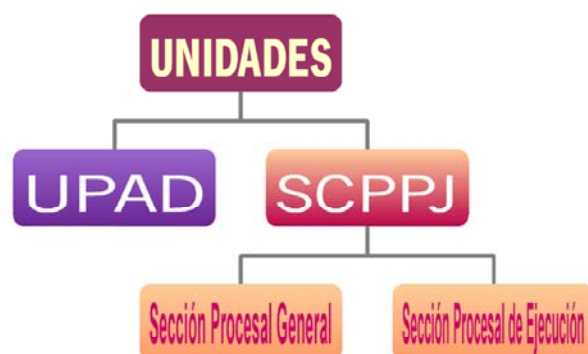 UNIDADES
UPAD
SCPPJ
Sección Procesal General
Sección Procesal de Ejecución